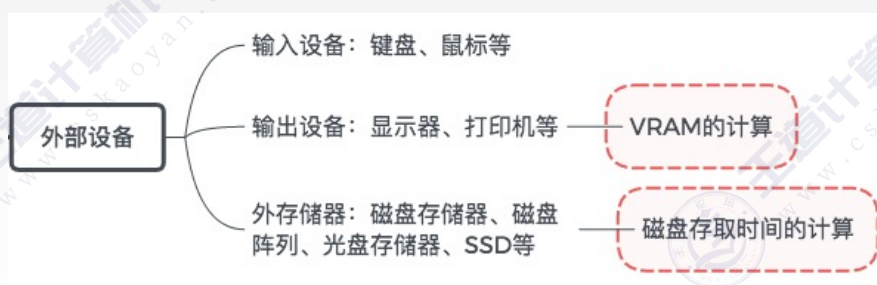 输入设备：键盘、鼠标等
外部设备
输出设备：显示器、打印机等
VRAM的计算
外存储器：磁盘存储器、磁盘
阵列、光盘存储器、SSD等
磁盘存取时间的计算